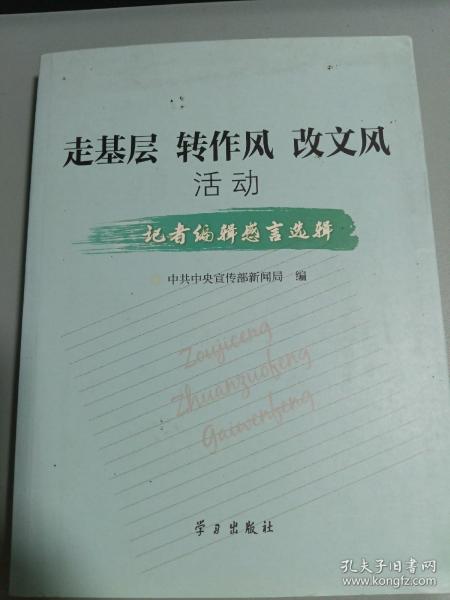 走基层 转作风 改文风
活动
记者编辑感言选辑
中共中央宣传部新闻局 编
Zoujiceng
Zhuanzuofeng
Gaiwenfeng
学习出版社
孔夫子旧书网
www.kongfz.com